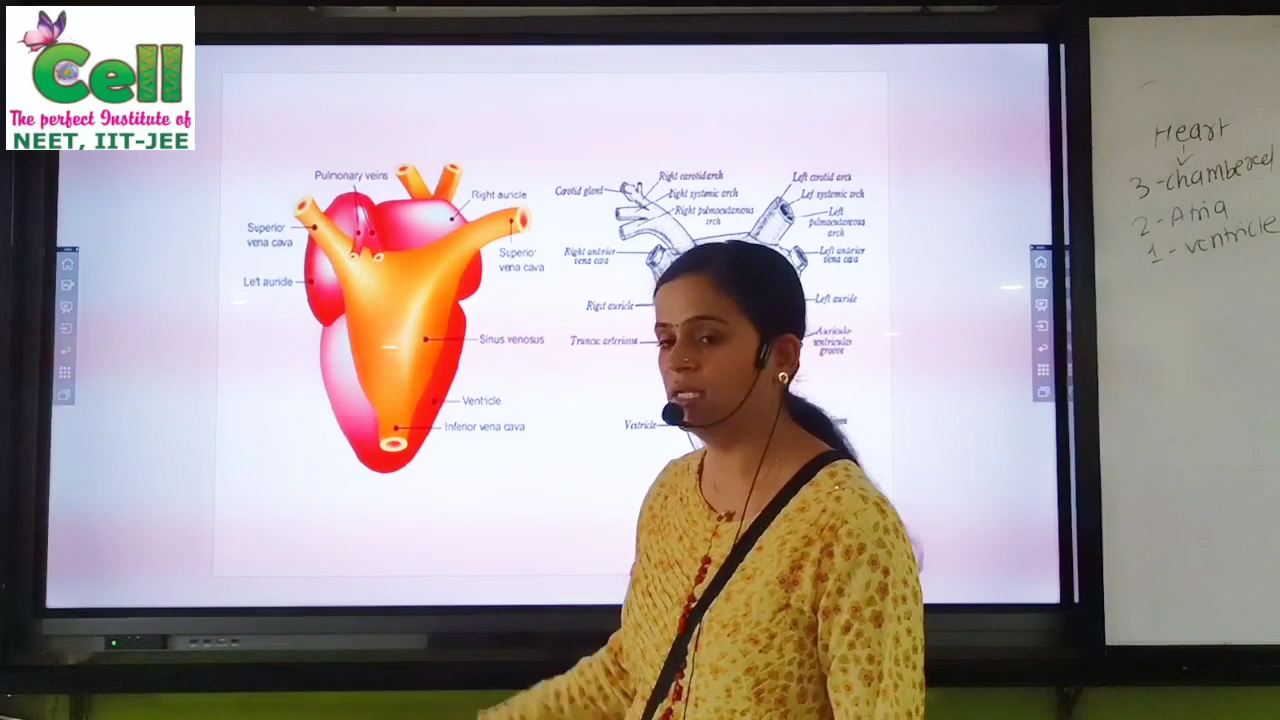 Cell
The perfect Institute of
NEET, IIT-JEE
Pulmonary veins
Right auricle
Superior
vena cava
Superior
vena cava
Left auride
Sinus venosus
Ventricle
Inferior vena cava
Right carotid arch
Carotid gland
Right systemic arch
Right pulmocutaneous
arch
Left carotid arch
Left systemic arch
Left
pulmocutaneous
arch
Right anterior
vena cava
Left anterior
vena cava
Right auricle
Left auride
Truncus arteriosus
Auriculo
ventricular
groove
Ventricle
Heart
3-chambered
2-Atria
1-ventricle